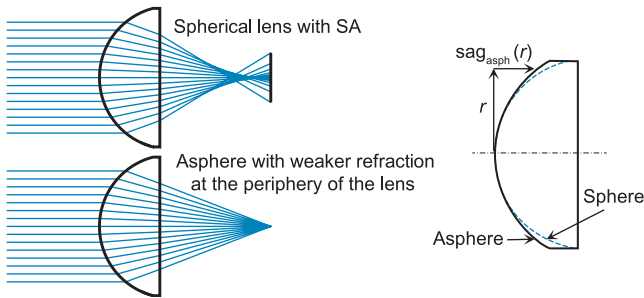 Spherical lens with SA
Asphere with weaker refraction
at the periphery of the lens
sag_asph (r)
r
Sphere
Asphere